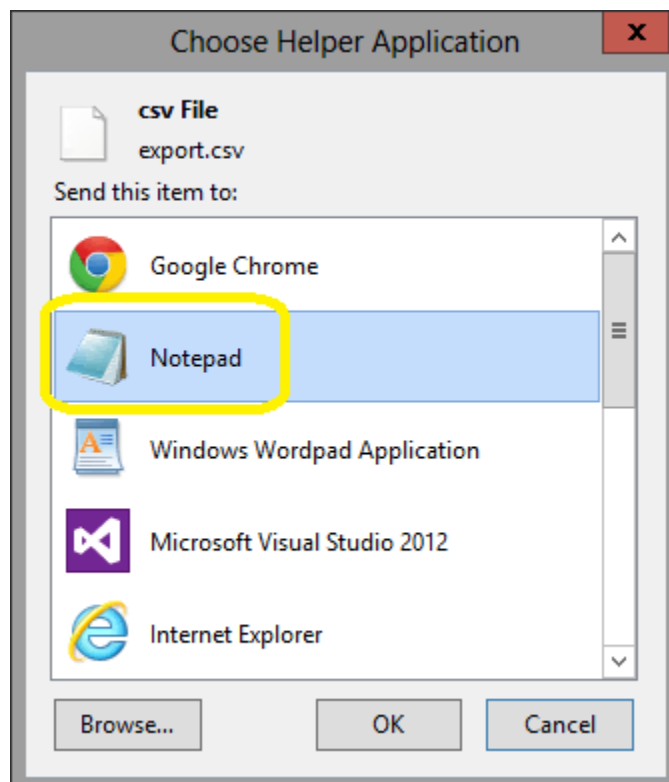 Choose Helper Application
x
csv File
export.csv
Send this item to:
Google Chrome
Notepad
Windows Wordpad Application
Microsoft Visual Studio 2012
Internet Explorer
Browse... OK Cancel